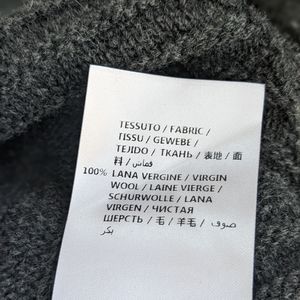 TESSUTO / FABRIC /
TISSU / GEWEBE /
TEJIDO / ТКАНЬ / 表地 / 面
料 / قماش /
100% LANA VERGINE / VIRGIN
WOOL / LAINE VIERGE /
SCHURWOLLE / LANA
VIRGEN / ЧИСТАЯ
ШЕРСТЬ / 毛 / 羊毛 / صوف
بكر